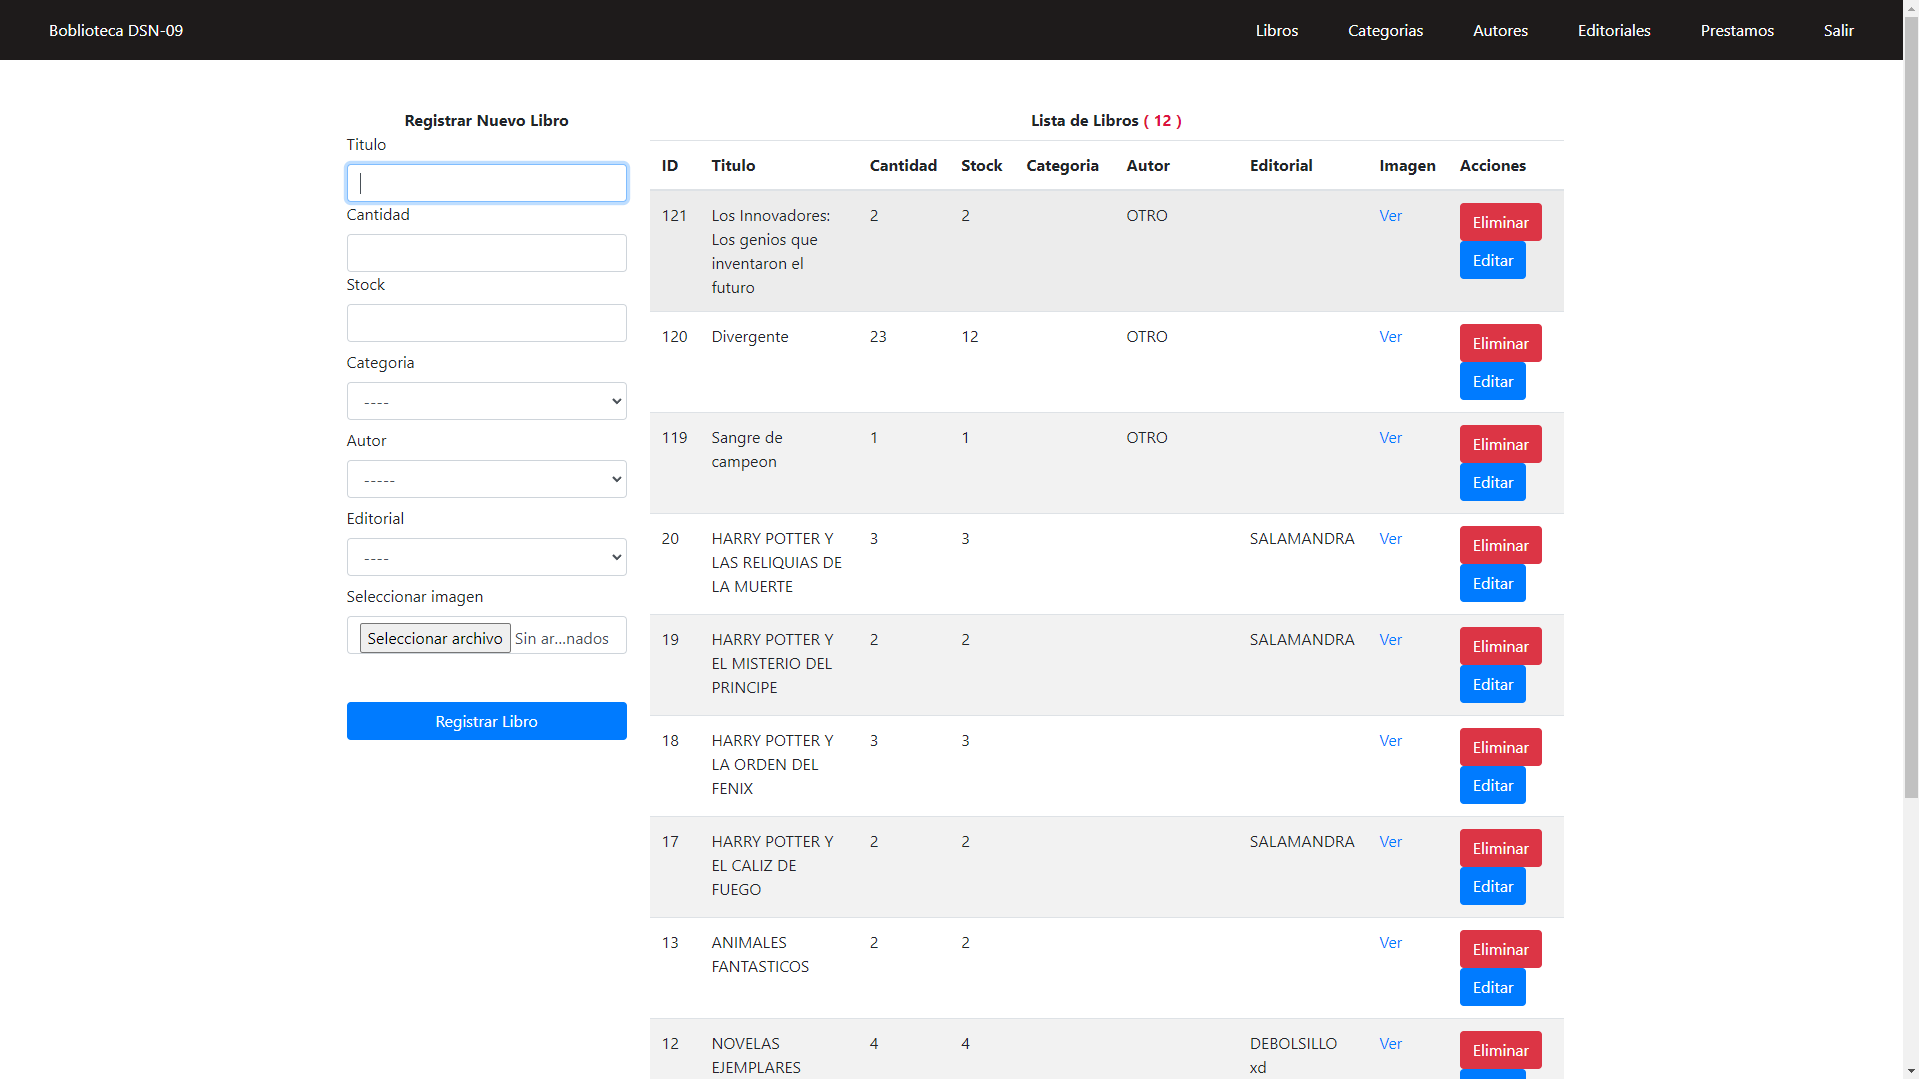 Boblioteca DSN-09
Libros
Categorias
Autores
Editoriales
Prestamos
Salir
Registrar Nuevo Libro
Titulo
Cantidad
Stock
Categoria
----
Autor
-----
Editorial
----
Seleccionar imagen
Seleccionar archivo Sin ar...nados
Registrar Libro
Lista de Libros ( 12 )
ID Titulo Cantidad Stock Categoria Autor Editorial Imagen Acciones
121 Los Innovadores: 2 2 OTRO Ver Eliminar
Los genios que
inventaron el Editar
futuro
120 Divergente 23 12 OTRO Ver Eliminar
Editar
119 Sangre de 1 1 OTRO Ver Eliminar
campeon
Editar
20 HARRY POTTER Y 3 3 SALAMANDRA Ver Eliminar
LAS RELIQUIAS DE
LA MUERTE Editar
19 HARRY POTTER Y 2 2 SALAMANDRA Ver Eliminar
EL MISTERIO DEL
PRINCIPE Editar
18 HARRY POTTER Y 3 3 Ver Eliminar
LA ORDEN DEL
FENIX Editar
17 HARRY POTTER Y 2 2 SALAMANDRA Ver Eliminar
EL CALIZ DE
FUEGO Editar
13 ANIMALES 2 2 Ver Eliminar
FANTASTICOS
Editar
12 NOVELAS 4 4 DEBOLSILLO Ver Eliminar
EJEMPLARES xd